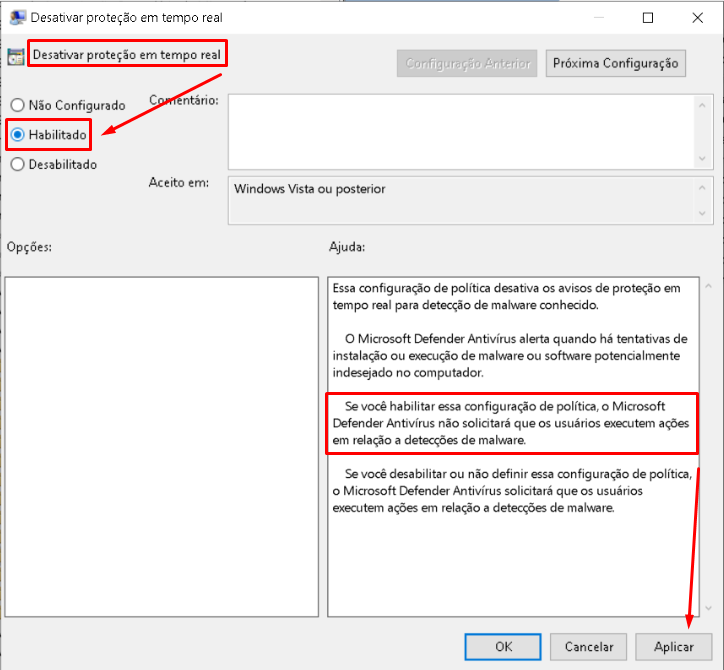 Desativar proteção em tempo real
Desativar proteção em tempo real
Configuração Anterior
Próxima Configuração
Não Configurado
Habilitado
Desabilitado
Comentário:
Aceito em:
Windows Vista ou posterior
Opções:
Ajuda:
Essa configuração de política desativa os avisos de proteção em
tempo real para detecção de malware conhecido.
O Microsoft Defender Antivírus alerta quando há tentativas de
instalação ou execução de malware ou software potencialmente
indesejado no computador.
Se você habilitar essa configuração de política, o Microsoft
Defender Antivírus não solicitará que os usuários executem ações
em relação a detecções de malware.
Se você desabilitar ou não definir essa configuração de política,
o Microsoft Defender Antivírus solicitará que os usuários
executem ações em relação a detecções de malware.
OK
Cancelar
Aplicar